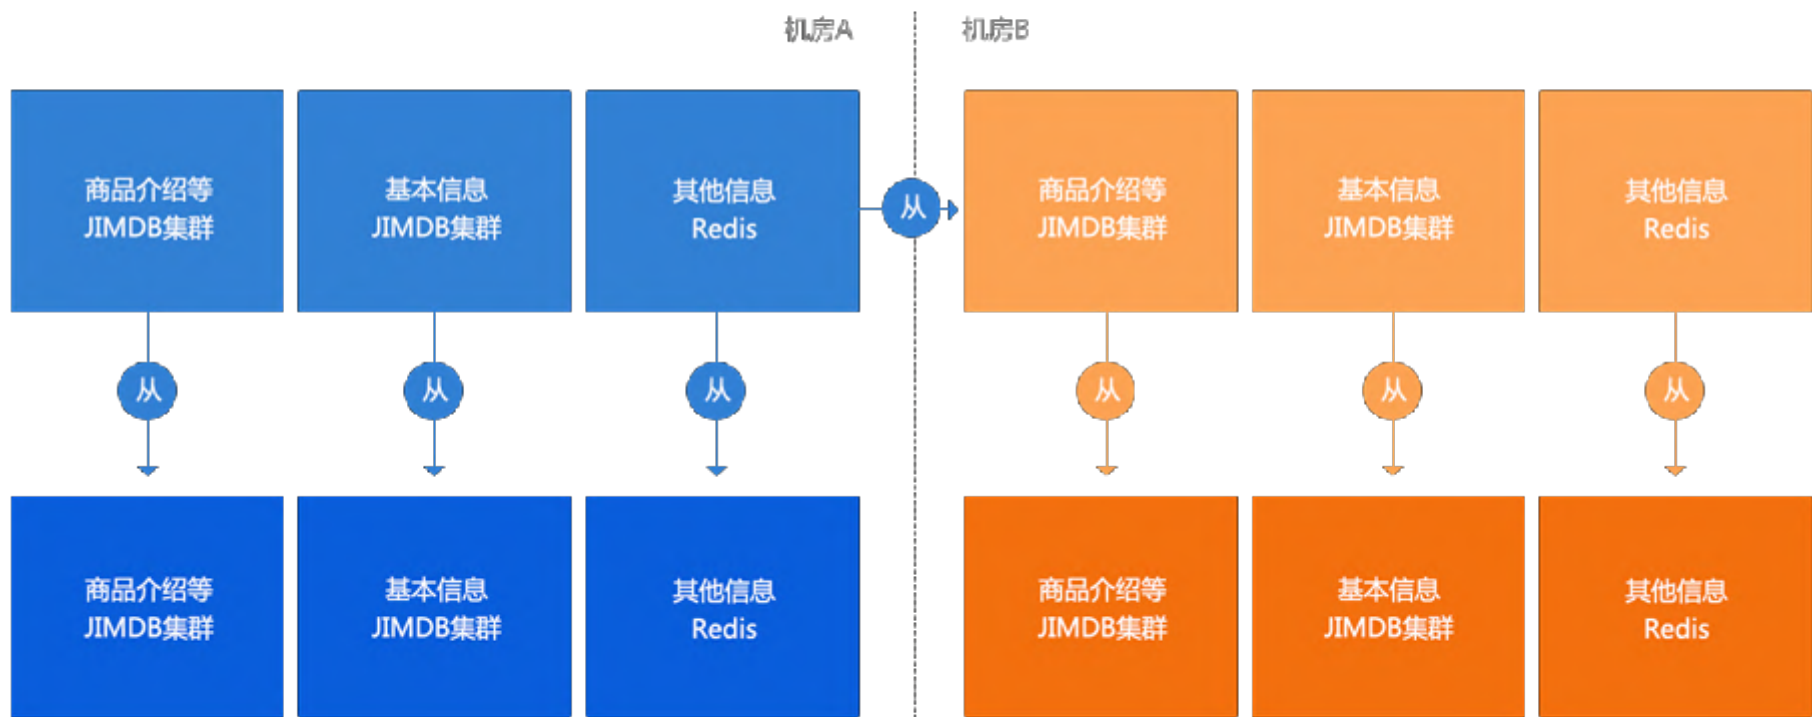 机房A
机房B
商品介绍等
JIMDB集群
基本信息
JIMDB集群
其他信息
Redis
从
商品介绍等
JIMDB集群
基本信息
JIMDB集群
其他信息
Redis
从
从
从
从
从
从
商品介绍等
JIMDB集群
基本信息
JIMDB集群
其他信息
Redis
商品介绍等
JIMDB集群
基本信息
JIMDB集群
其他信息
Redis